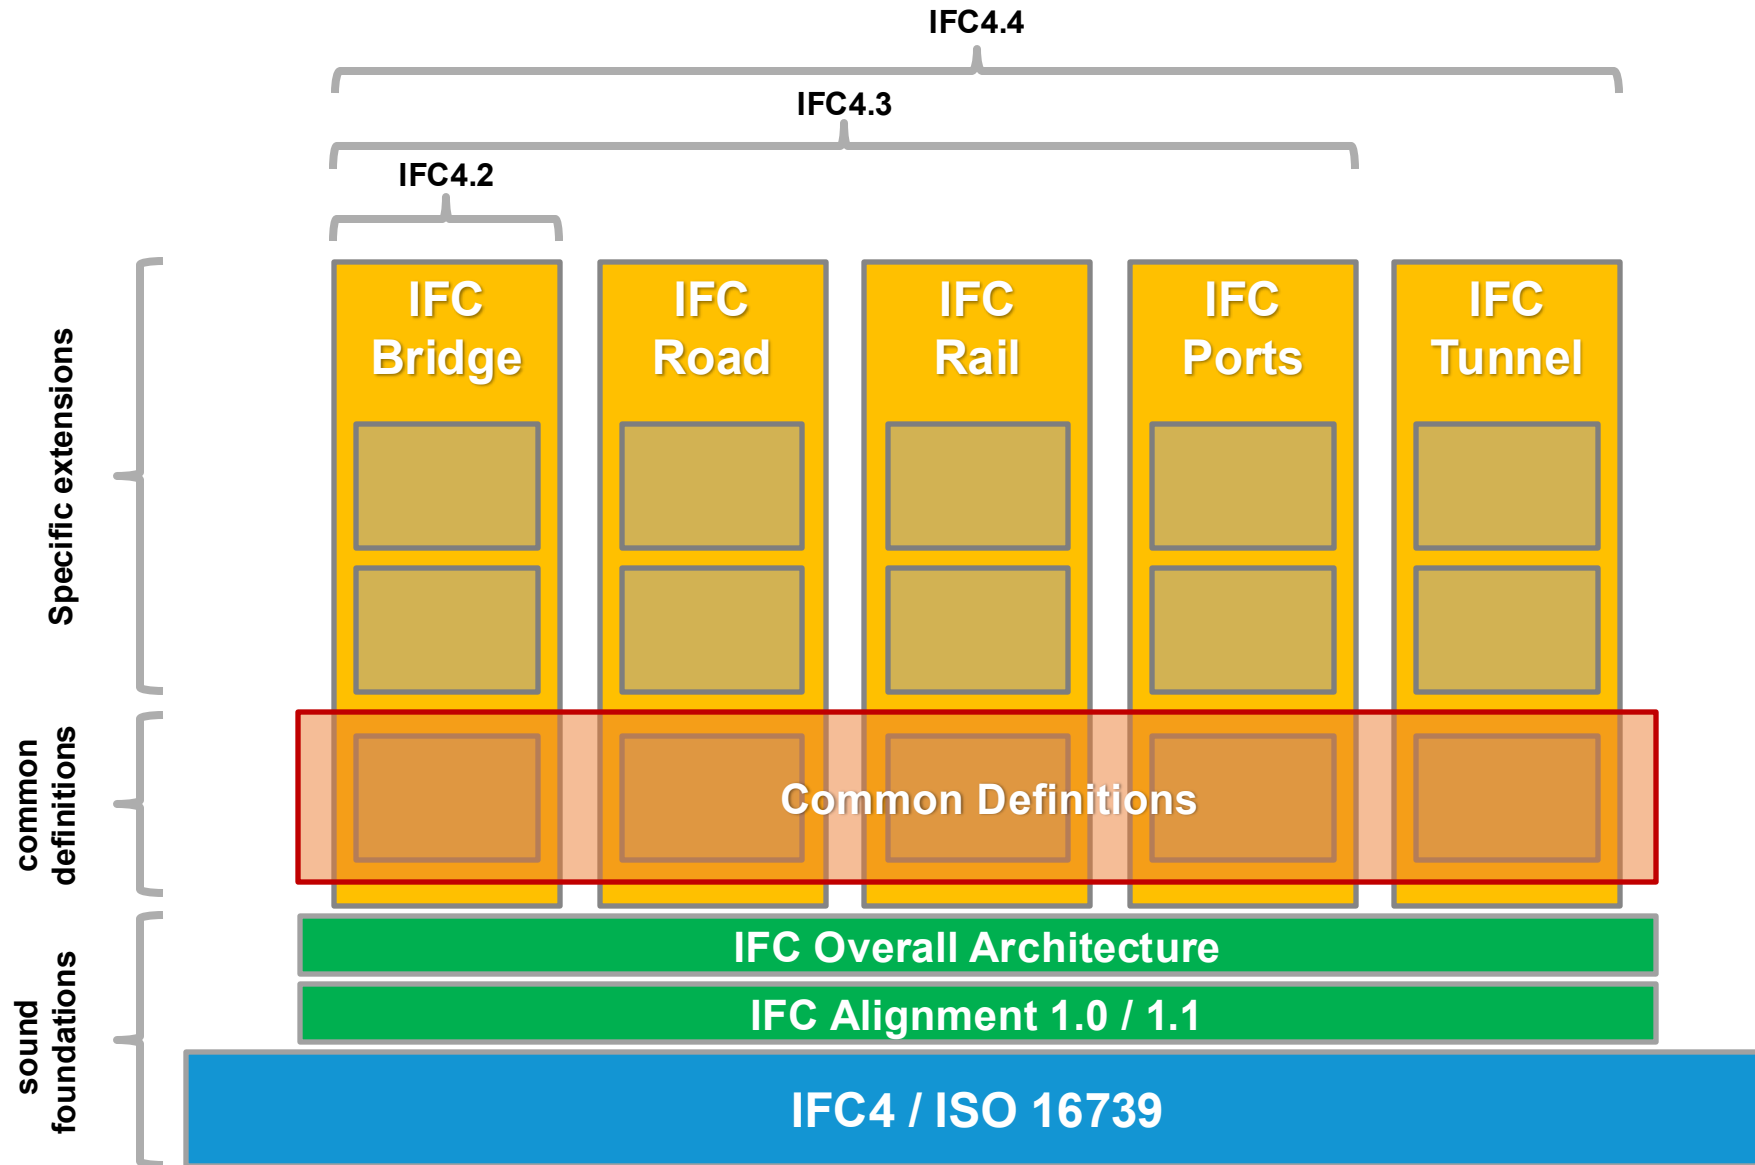 IFC4.4
IFC4.3
IFC4.2
IFC
Bridge
IFC
Road
IFC
Rail
IFC
Ports
IFC
Tunnel
Specific extensions
common
definitions
Common Definitions
sound
foundations
IFC Overall Architecture
IFC Alignment 1.0 / 1.1
IFC4 / ISO 16739